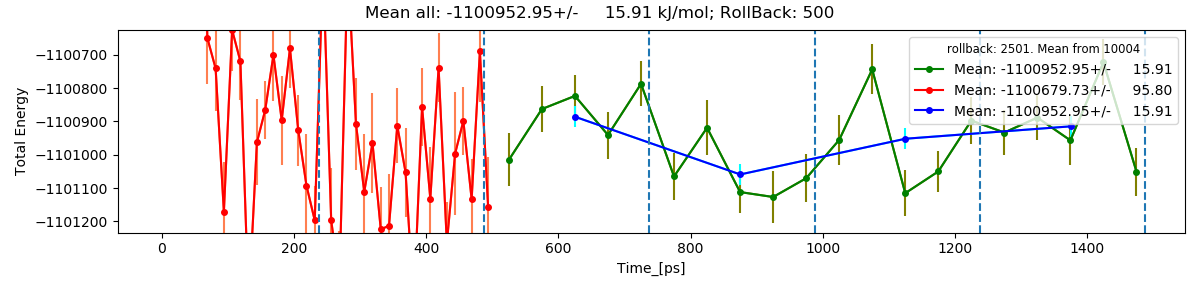 Mean all: -1100952.95+/-     15.91 kJ/mol; RollBack: 500
Total Energy
−1100700
−1100800
−1100900
−1101000
−1101100
−1101200
rollback: 2501. Mean from 10004
Mean: -1100952.95+/-     15.91
Mean: -1100679.73+/-     95.80
Mean: -1100952.95+/-     15.91
0 200 400 600 800 1000 1200 1400
Time_[ps]